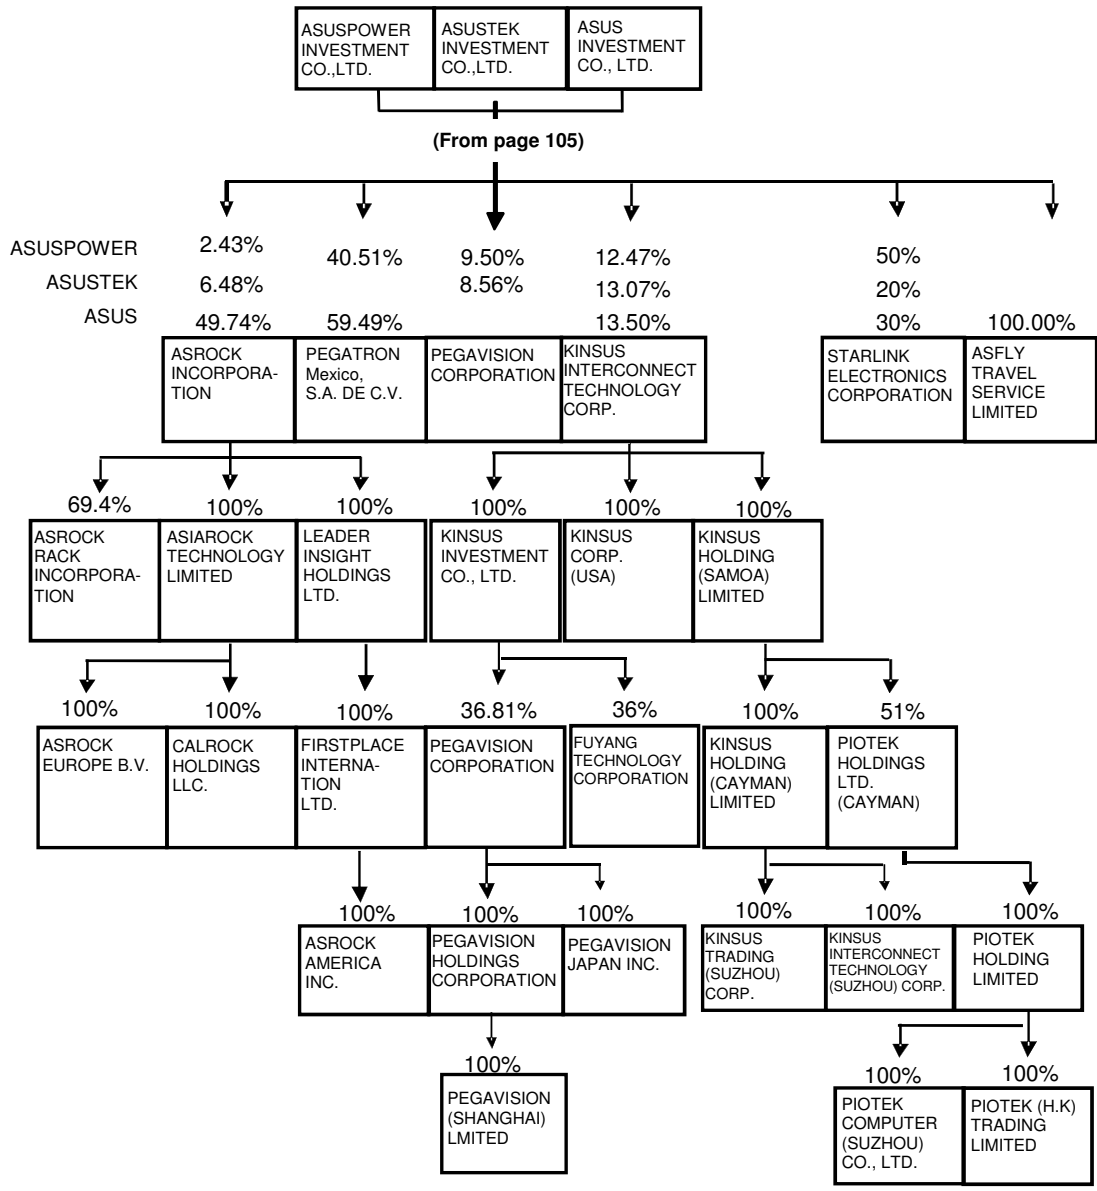 ASUSPOWER
INVESTMENT
CO.,LTD.
ASUSTEK
INVESTMENT
CO.,LTD.
ASUS
INVESTMENT
CO., LTD.
(From page 105)
ASUSPOWER
2.43%
40.51%
9.50%
12.47%
50%
ASUSTEK
6.48%
8.56%
13.07%
20%
ASUS
49.74%
59.49%
13.50%
30%
100.00%
ASROCK
INCORPORA-
TION
PEGATRON
Mexico,
S.A. DE C.V.
PEGAVISION
CORPORATION
KINSUS
INTERCONNECT
TECHNOLOGY
CORP.
STARLINK
ELECTRONICS
CORPORATION
ASFLY
TRAVEL
SERVICE
LIMITED
69.4%
100%
100%
100%
100%
100%
ASROCK
RACK
INCORPORA-
TION
ASIAROCK
TECHNOLOGY
LIMITED
LEADER
INSIGHT
HOLDINGS
LTD.
KINSUS
INVESTMENT
CO., LTD.
KINSUS
CORP.
(USA)
KINSUS
HOLDING
(SAMOA)
LIMITED
100%
100%
100%
36.81%
36%
100%
51%
ASROCK
EUROPE B.V.
CALROCK
HOLDINGS
LLC.
FIRSTPLACE
INTERNA-
TION
LTD.
PEGAVISION
CORPORATION
FUYANG
TECHNOLOGY
CORPORATION
KINSUS
HOLDING
(CAYMAN)
LIMITED
PIOTEK
HOLDINGS
LTD.
(CAYMAN)
100%
100%
100%
100%
100%
100%
ASROCK
AMERICA
INC.
PEGAVISION
HOLDINGS
CORPORATION
PEGAVISION
JAPAN INC.
KINSUS
TRADING
(SUZHOU)
CORP.
KINSUS
INTERCONNECT
TECHNOLOGY
(SUZHOU) CORP.
PIOTEK
HOLDING
LIMITED
100%
100%
100%
PEGAVISION
(SHANGHAI)
LMITED
PIOTEK
COMPUTER
(SUZHOU)
CO., LTD.
PIOTEK (H.K)
TRADING
LIMITED